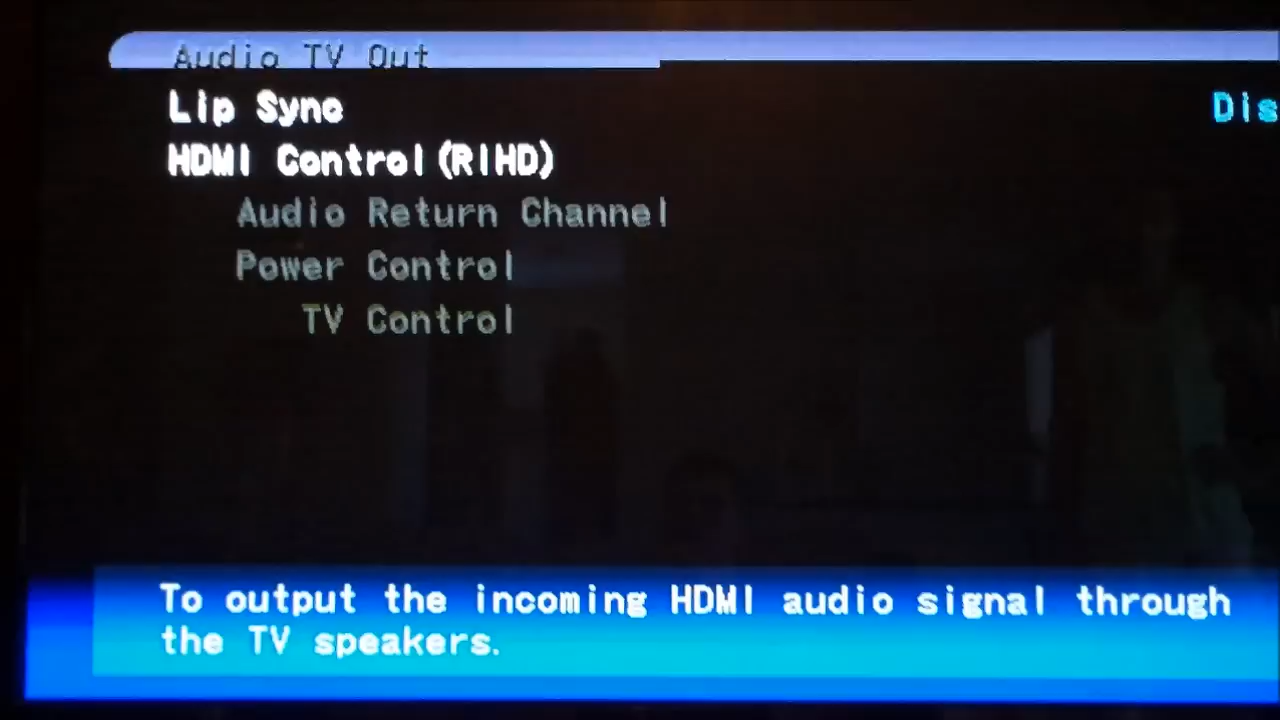 Audio TV Out
Lip Sync Dis
HDMI Control(RIHD)
Audio Return Channel
Power Control
TV Control
To output the incoming HDMI audio signal through
the TV speakers.